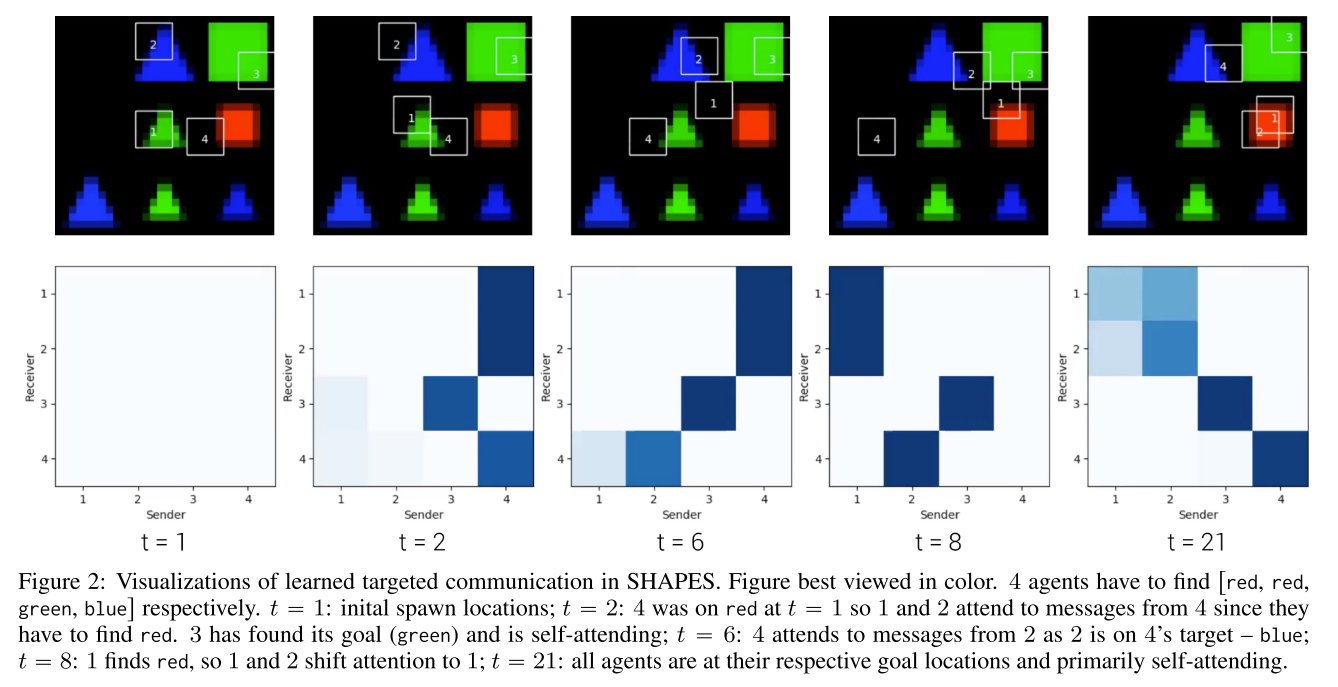 2
3
1
4
2
3
1
4
2
3
1
4
2
3
1
4
4
3
1
2
1
2
3
4
Receiver
1 2 3 4
Sender
t = 1
1
2
3
4
Receiver
1 2 3 4
Sender
t = 2
1
2
3
4
Receiver
1 2 3 4
Sender
t = 6
1
2
3
4
Receiver
1 2 3 4
Sender
t = 8
1
2
3
4
Receiver
1 2 3 4
Sender
t = 21
Figure 2: Visualizations of learned targeted communication in SHAPES. Figure best viewed in color. 4 agents have to find [red, red,
green, blue] respectively. t = 1: inital spawn locations; t = 2: 4 was on red at t = 1 so 1 and 2 attend to messages from 4 since they
have to find red. 3 has found its goal (green) and is self-attending; t = 6: 4 attends to messages from 2 as 2 is on 4's target – blue;
t = 8: 1 finds red, so 1 and 2 shift attention to 1; t = 21: all agents are at their respective goal locations and primarily self-attending.